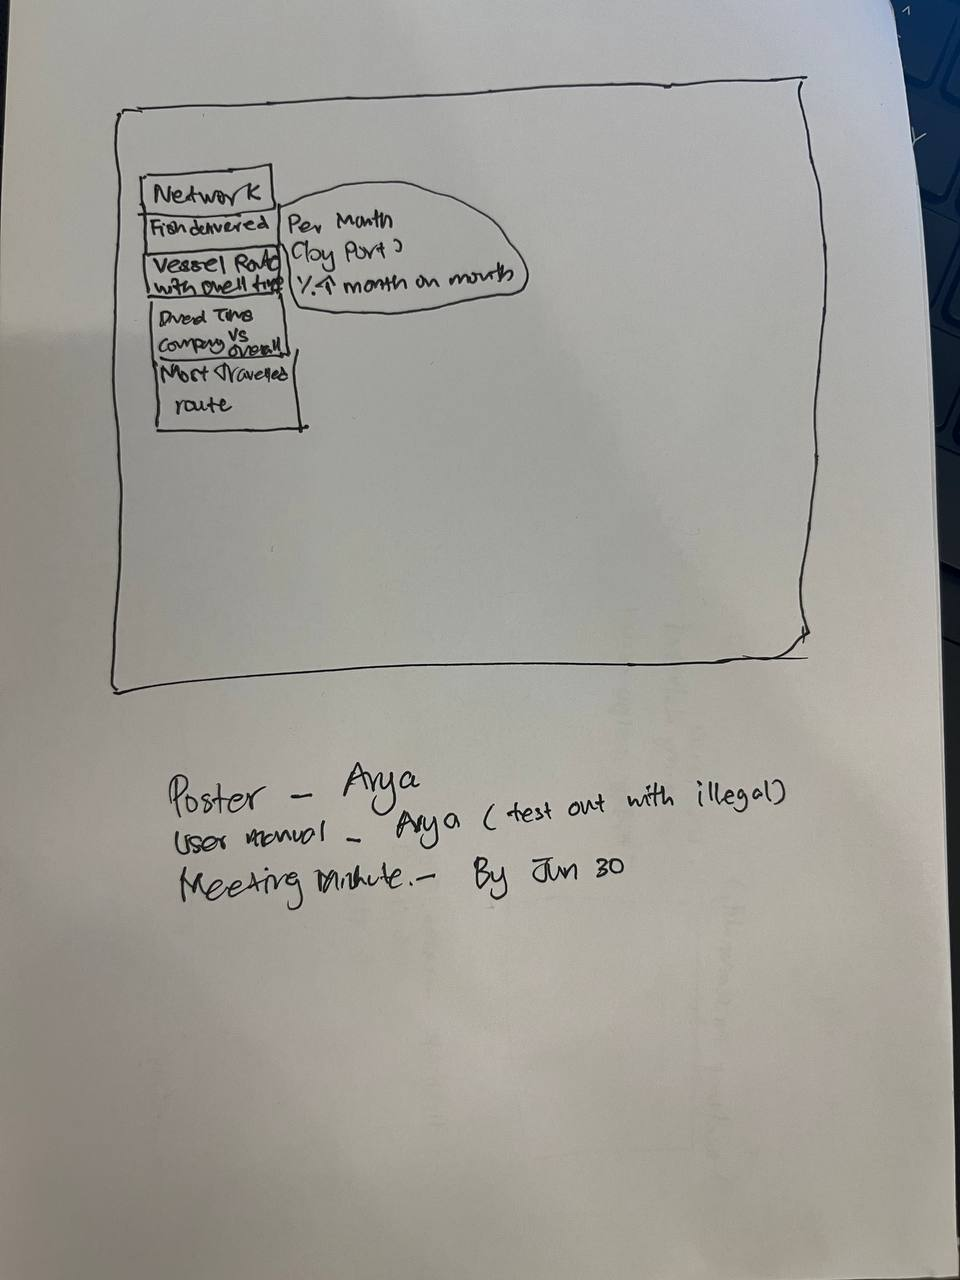 Network
Fish delivered
Per Month
(by Port)
% ↑ month on month
Vessel Route
with dwell time
Dwell Time
company vs
overall
Most travelled
route
Poster - Arya
User manual - Arya (test out with illegal)
Meeting Minute. - By Jun 30